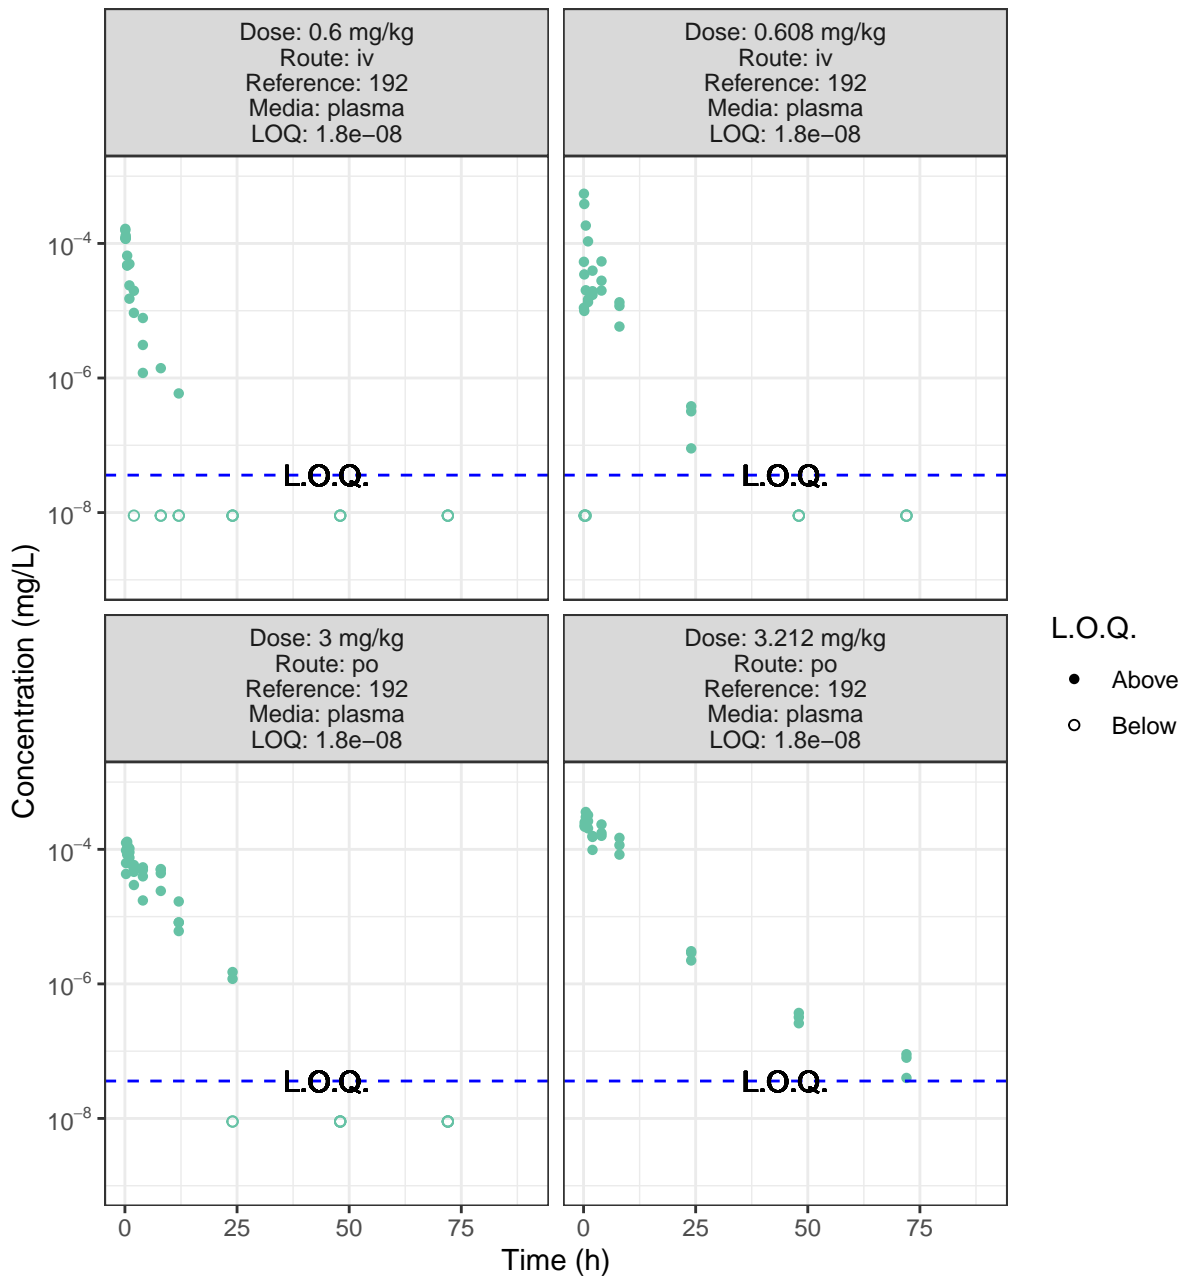 Dose: 0.6 mg/kg
Route: iv
Reference: 192
Media: plasma
LOQ: 1.8e−08
Dose: 0.608 mg/kg
Route: iv
Reference: 192
Media: plasma
LOQ: 1.8e−08
10−4
10−6
10−8
L.O.Q.
L.O.Q.
Dose: 3 mg/kg
Route: po
Reference: 192
Media: plasma
LOQ: 1.8e−08
Dose: 3.212 mg/kg
Route: po
Reference: 192
Media: plasma
LOQ: 1.8e−08
10−4
10−6
10−8
L.O.Q.
L.O.Q.
0 25 50 75
0 25 50 75
Time (h)
Concentration (mg/L)
L.O.Q.
Above
Below